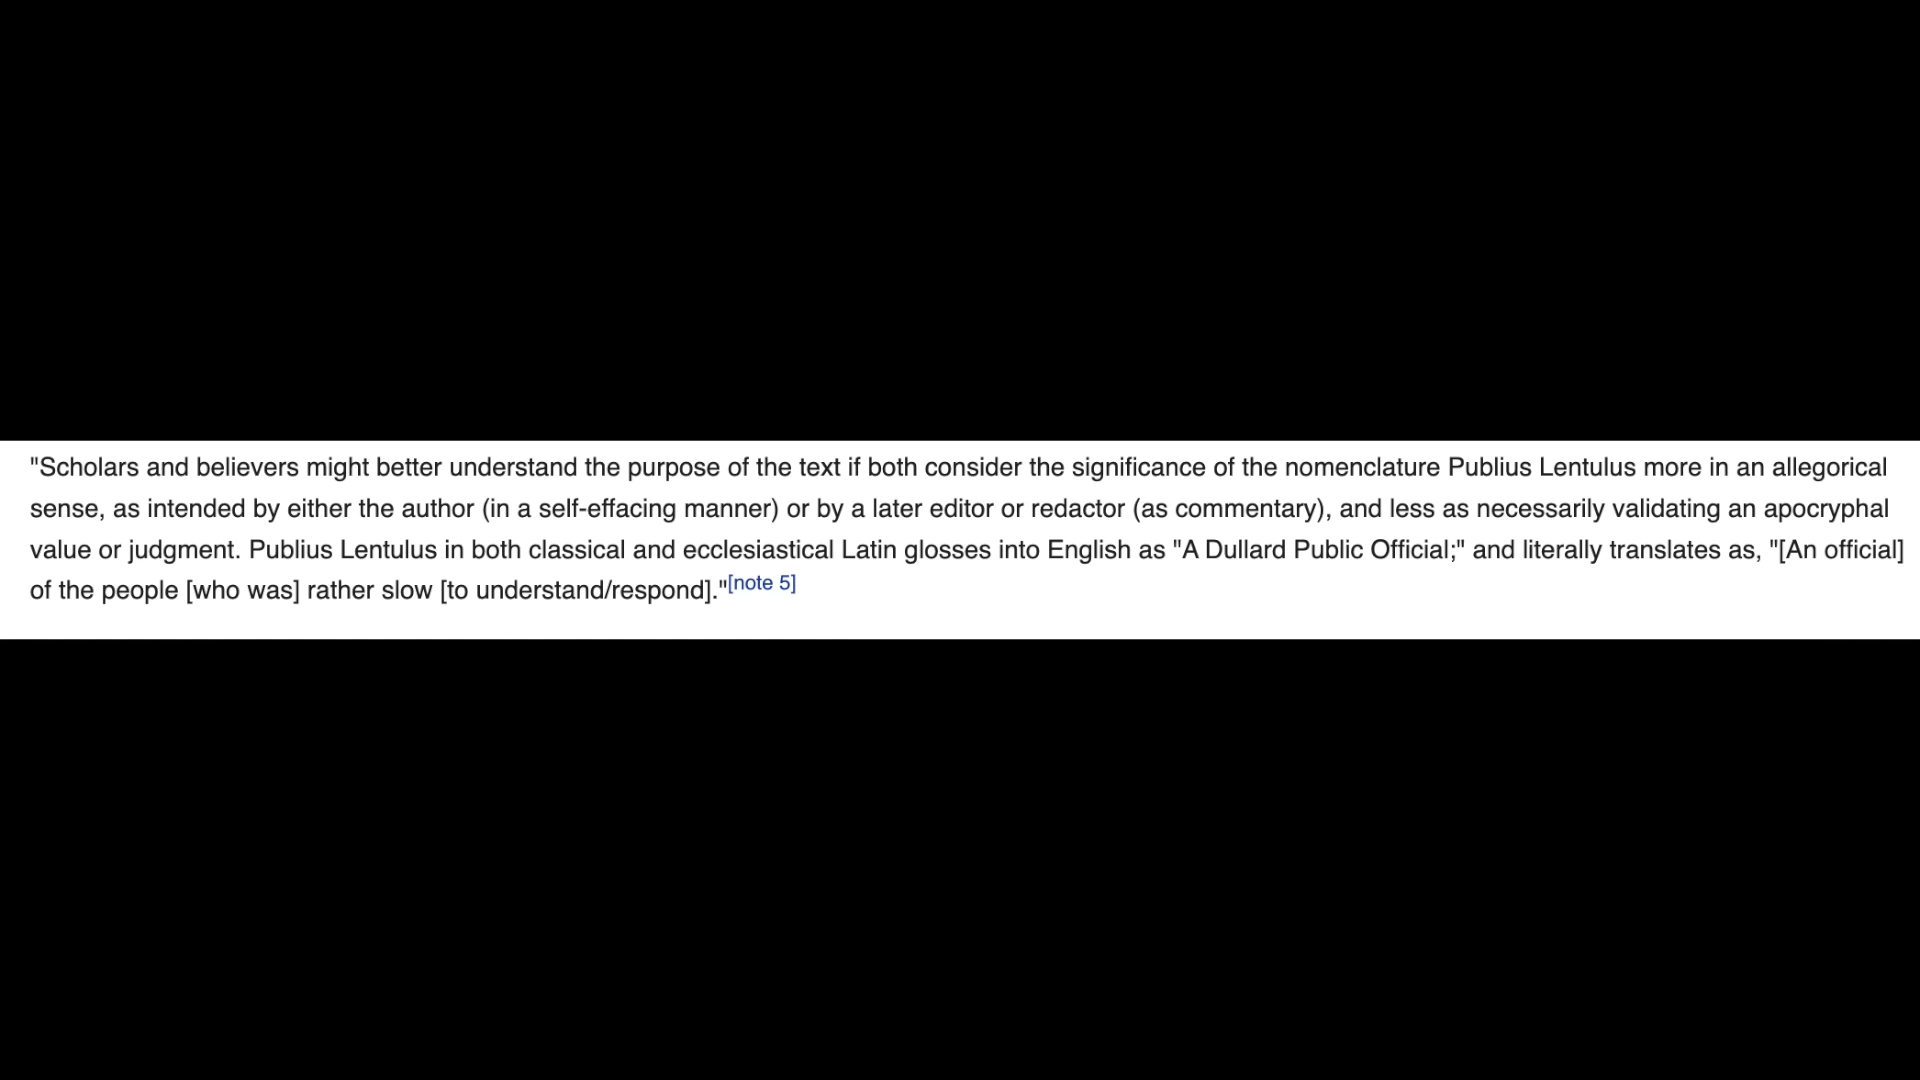 "Scholars and believers might better understand the purpose of the text if both consider the significance of the nomenclature Publius Lentulus more in an allegorical
sense, as intended by either the author (in a self-effacing manner) or by a later editor or redactor (as commentary), and less as necessarily validating an apocryphal
value or judgment. Publius Lentulus in both classical and ecclesiastical Latin glosses into English as "A Dullard Public Official;" and literally translates as, "[An official]
of the people [who was] rather slow [to understand/respond]."[note 5]